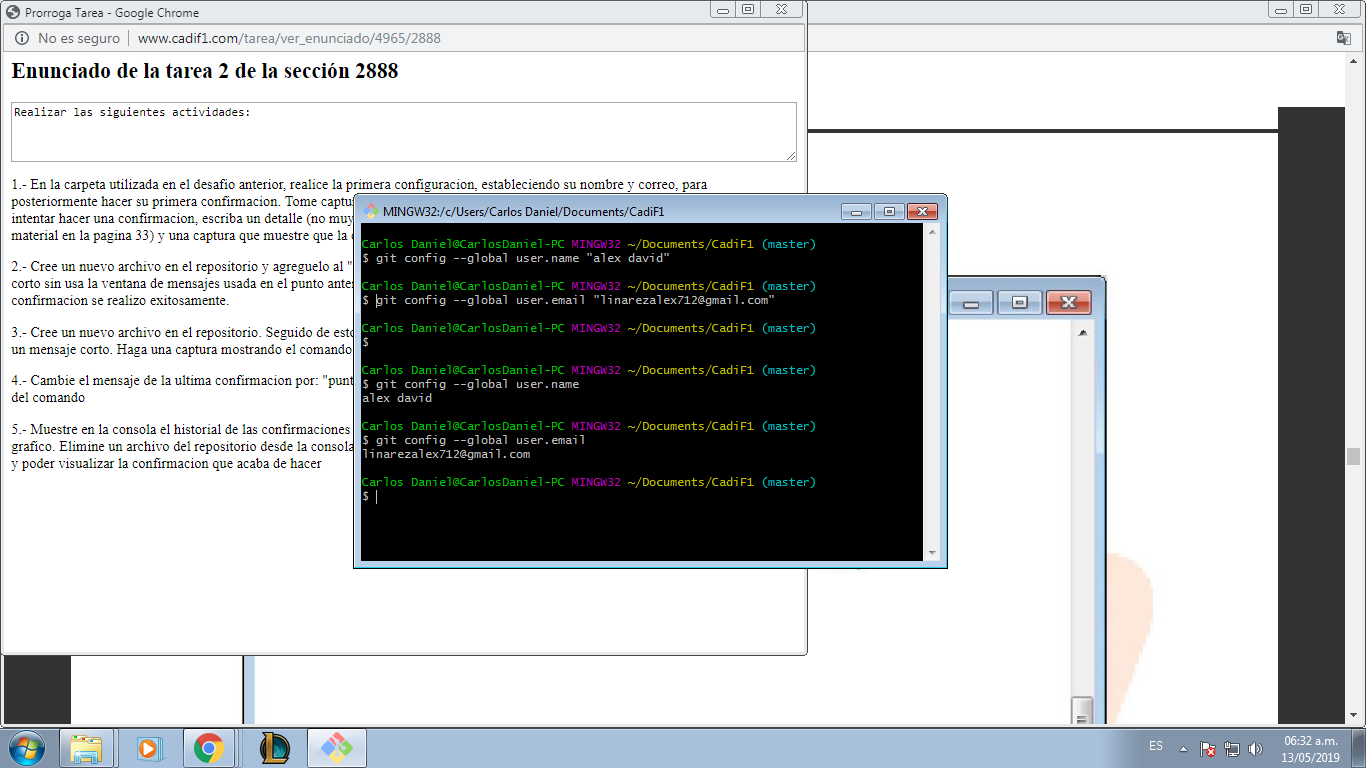 Prorroga Tarea - Google Chrome
No es seguro | www.cadif1.com/tarea/ver_enunciado/4965/2888
Enunciado de la tarea 2 de la sección 2888
Realizar las siguientes actividades:
1.- En la carpeta utilizada en el desafio anterior, realice la primera configuracion, estableciendo su nombre y correo, para
posteriormente hacer su primera confirmacion. Tome captu
intentar hacer una confirmacion, escriba un detalle (no muy
material en la pagina 33) y una captura que muestre que la
2.- Cree un nuevo archivo en el repositorio y agreguelo al "
corto sin usa la ventana de mensajes usada en el punto ante
confirmacion se realizo exitosamente.
3.- Cree un nuevo archivo en el repositorio. Seguido de esto
un mensaje corto. Haga una captura mostrando el comando
4.- Cambie el mensaje de la ultima confirmacion por: "punt
del comando
5.- Muestre en la consola el historial de las confirmaciones
grafico. Elimine un archivo del repositorio desde la consola
y poder visualizar la confirmacion que acaba de hacer
MINGW32:/c/Users/Carlos Daniel/Documents/CadiF1
Carlos Daniel@CarlosDaniel-PC MINGW32 ~/Documents/CadiF1 (master)
$ git config --global user.name "alex david"
Carlos Daniel@CarlosDaniel-PC MINGW32 ~/Documents/CadiF1 (master)
$ git config --global user.email "linarezalex712@gmail.com"
Carlos Daniel@CarlosDaniel-PC MINGW32 ~/Documents/CadiF1 (master)
$
Carlos Daniel@CarlosDaniel-PC MINGW32 ~/Documents/CadiF1 (master)
$ git config --global user.name
alex david
Carlos Daniel@CarlosDaniel-PC MINGW32 ~/Documents/CadiF1 (master)
$ git config --global user.email
linarezalex712@gmail.com
Carlos Daniel@CarlosDaniel-PC MINGW32 ~/Documents/CadiF1 (master)
$
ES
06:32 a.m.
13/05/2019